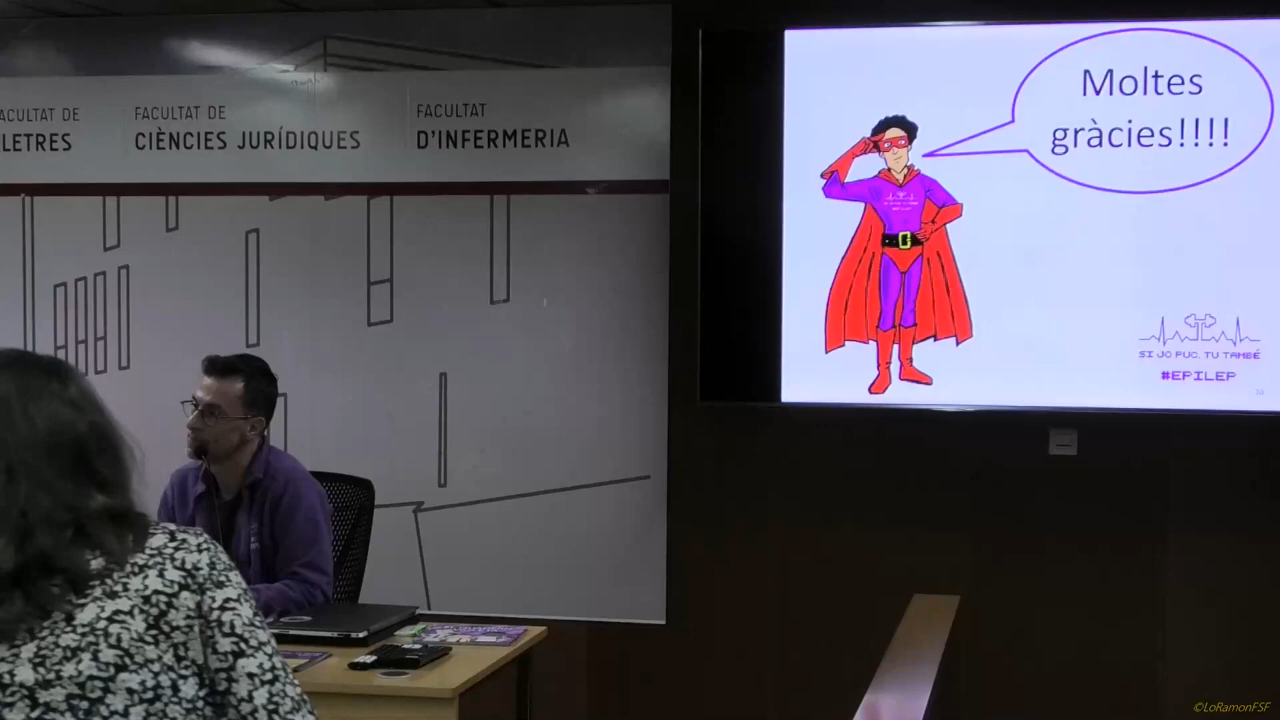 ACULTAT DE
LETRES
FACULTAT DE
CIÈNCIES JURÍDIQUES
FACULTAT
D'INFERMERIA
Moltes
gràcies!!!!
SI JO PUC, TU TAMBÉ
#EPILEP
©LoRamonFSF